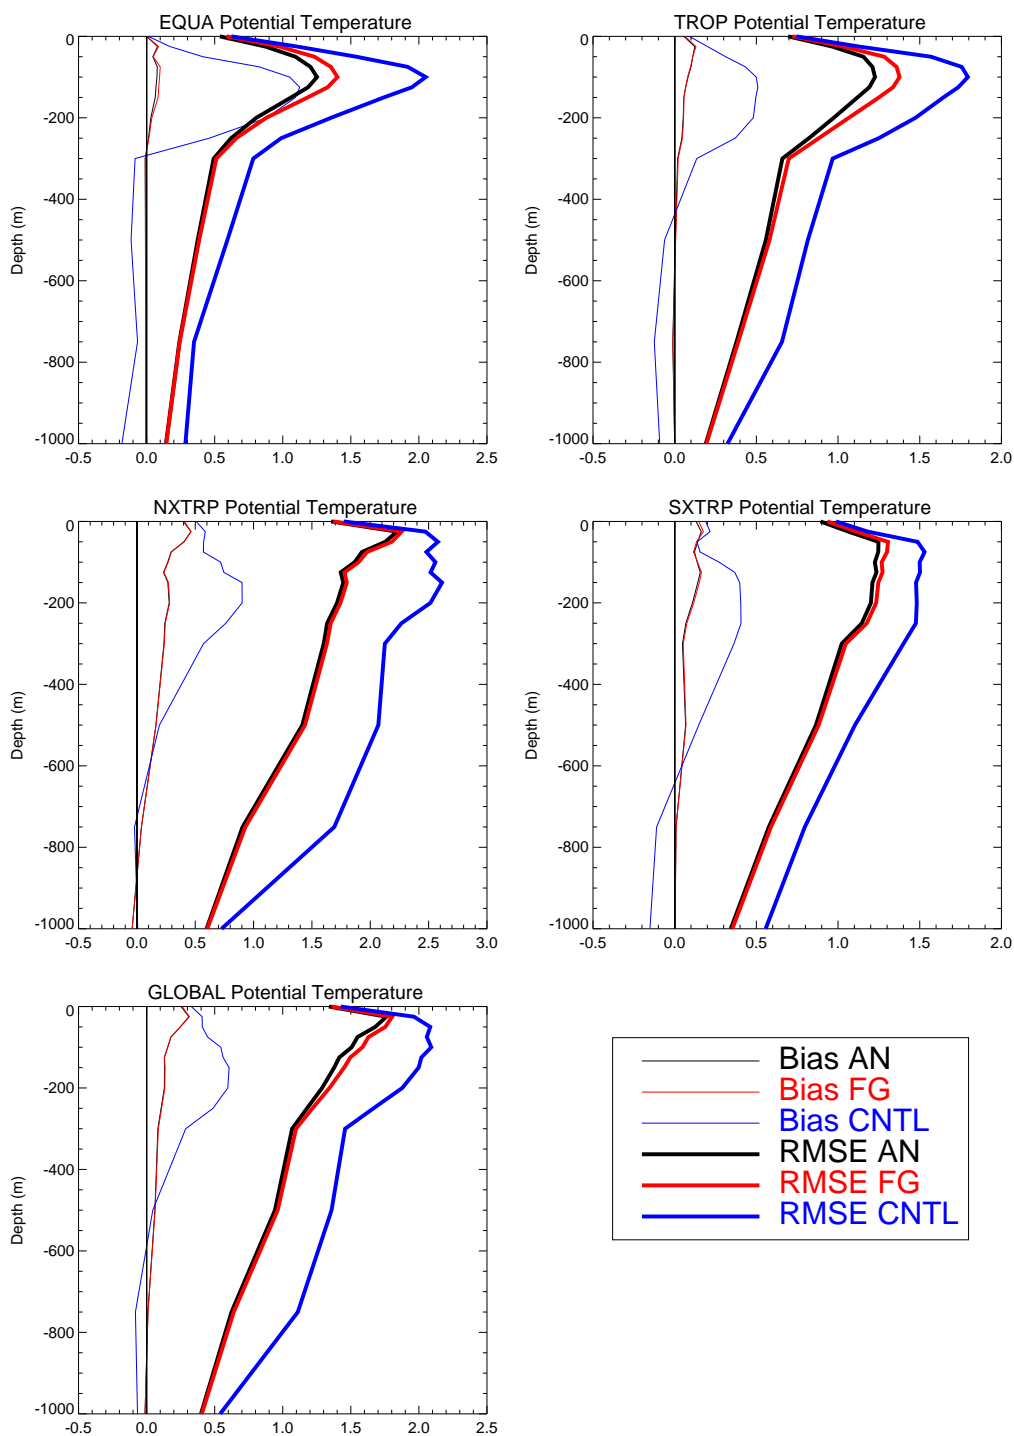 EQUA Potential Temperature
0
-200
-400
-600
-800
-1000
Depth (m)
-0.5 0.0 0.5 1.0 1.5 2.0 2.5
TROP Potential Temperature
0
-200
-400
-600
-800
-1000
Depth (m)
-0.5 0.0 0.5 1.0 1.5 2.0
NXTRP Potential Temperature
0
-200
-400
-600
-800
-1000
Depth (m)
-0.5 0.0 0.5 1.0 1.5 2.0 2.5 3.0
SXTRP Potential Temperature
0
-200
-400
-600
-800
-1000
Depth (m)
-0.5 0.0 0.5 1.0 1.5 2.0
GLOBAL Potential Temperature
0
-200
-400
-600
-800
-1000
Depth (m)
-0.5 0.0 0.5 1.0 1.5 2.0 2.5
Bias AN
Bias FG
Bias CNTL
RMSE AN
RMSE FG
RMSE CNTL